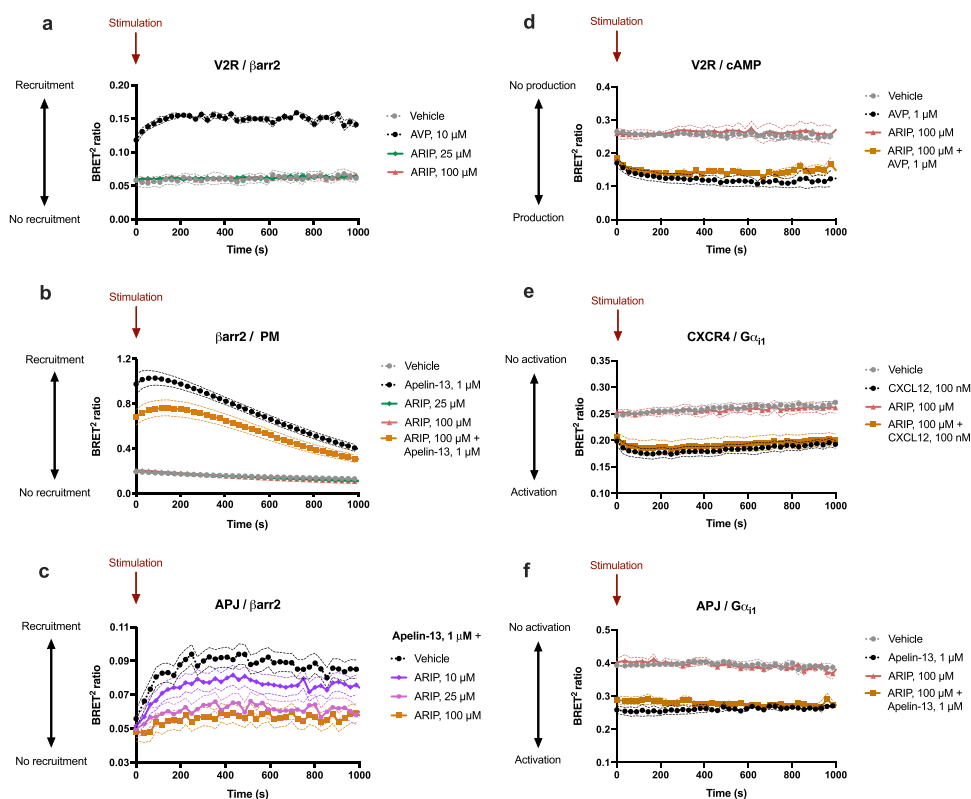 a
Stimulation
V2R / βarr2
Recruitment
No recruitment
BRET² ratio
0.20
0.15
0.10
0.05
0.00
0 200 400 600 800 1000
Time (s)
Vehicle
AVP, 10 μM
ARIP, 25 μM
ARIP, 100 μM
b
Stimulation
βarr2 / PM
Recruitment
No recruitment
BRET² ratio
1.2
0.8
0.4
0.0
0 200 400 600 800 1000
Time (s)
Vehicle
Apelin-13, 1 μM
ARIP, 25 μM
ARIP, 100 μM
ARIP, 100 μM +
Apelin-13, 1 μM
c
Stimulation
APJ / βarr2
Recruitment
No recruitment
BRET² ratio
0.11
0.09
0.07
0.05
0.03
0 200 400 600 800 1000
Time (s)
Apelin-13, 1 μM +
Vehicle
ARIP, 10 μM
ARIP, 25 μM
ARIP, 100 μM
d
Stimulation
V2R / cAMP
No production
Production
BRET² ratio
0.4
0.3
0.2
0.1
0.0
0 200 400 600 800 1000
Time (s)
Vehicle
AVP, 1 μM
ARIP, 100 μM
ARIP, 100 μM +
AVP, 1 μM
e
Stimulation
CXCR4 / Gαi1
No activation
Activation
BRET² ratio
0.35
0.30
0.25
0.20
0.15
0.10
0 200 400 600 800 1000
Time (s)
Vehicle
CXCL12, 100 nM
ARIP, 100 μM
ARIP, 100 μM +
CXCL12, 100 nM
f
Stimulation
APJ / Gαi1
No activation
Activation
BRET² ratio
0.5
0.4
0.3
0.2
0.1
0 200 400 600 800 1000
Time (s)
Vehicle
Apelin-13, 1 μM
ARIP, 100 μM
ARIP, 100 μM +
Apelin-13, 1 μM